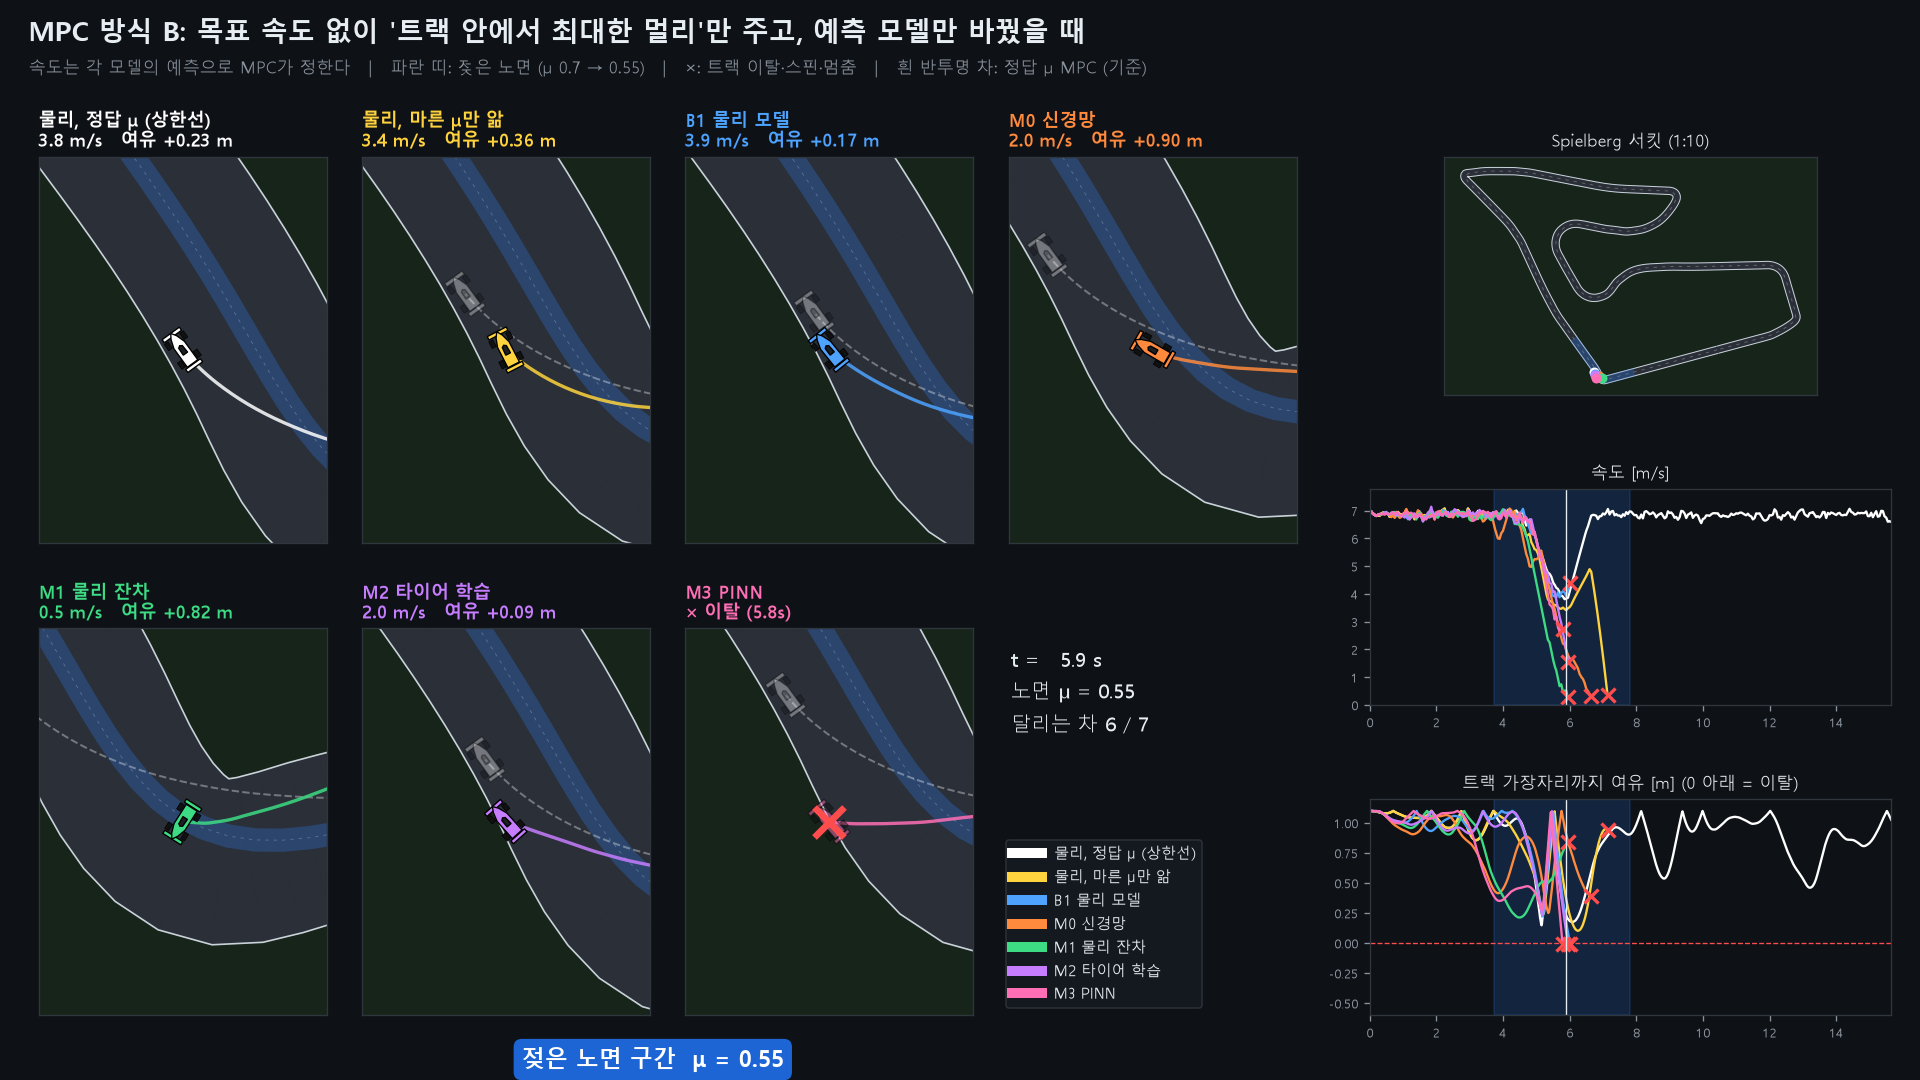 MPC 방식 B: 목표 속도 없이 '트랙 안에서 최대한 멀리'만 주고, 예측 모델만 바꿨을 때
속도는 각 모델의 예측으로 MPC가 정한다 | 파란 띠: 젖은 노면 (μ 0.7 → 0.55) | ×: 트랙 이탈·스핀·멈춤 | 흰 반투명 차: 정답 μ MPC (기준)
물리, 정답 μ (상한선)
3.8 m/s 여유 +0.23 m
물리, 마른 μ만 앎
3.4 m/s 여유 +0.36 m
B1 물리 모델
3.9 m/s 여유 +0.17 m
M0 신경망
2.0 m/s 여유 +0.90 m
Spielberg 서킷 (1:10)
M1 물리 잔차
0.5 m/s 여유 +0.82 m
M2 타이어 학습
2.0 m/s 여유 +0.09 m
M3 PINN
× 이탈 (5.8s)
t = 5.9 s
노면 μ = 0.55
달리는 차 6 / 7
물리, 정답 μ (상한선)
물리, 마른 μ만 앎
B1 물리 모델
M0 신경망
M1 물리 잔차
M2 타이어 학습
M3 PINN
속도 [m/s]
7
6
5
4
3
2
1
0
0 2 4 6 8 10 12 14
트랙 가장자리까지 여유 [m] (0 아래 = 이탈)
1.00
0.75
0.50
0.25
0.00
-0.25
-0.50
0 2 4 6 8 10 12 14
젖은 노면 구간 μ = 0.55